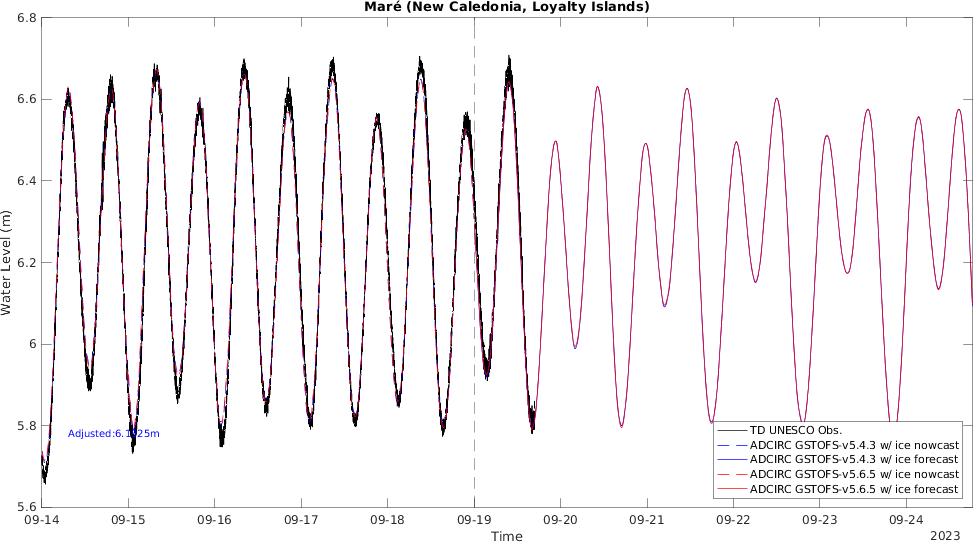 Maré (New Caledonia, Loyalty Islands)
6.8
6.6
6.4
6.2
6
5.8
5.6
Water Level (m)
TD UNESCO Obs.
ADCIRC GSTOFS-v5.4.3 w/ ice nowcast
ADCIRC GSTOFS-v5.4.3 w/ ice forecast
ADCIRC GSTOFS-v5.6.5 w/ ice nowcast
ADCIRC GSTOFS-v5.6.5 w/ ice forecast
09-14 09-15 09-16 09-17 09-18 09-19 09-20 09-21 09-22 09-23 09-24
Time
2023